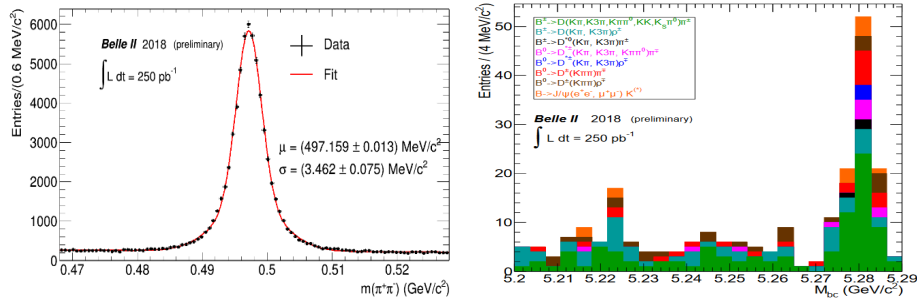 Entries/(0.6 MeV/c²)
6000
5000
4000
3000
2000
1000
0
Belle II 2018 (preliminary)
∫ L dt = 250 pb⁻¹
Data
Fit
μ = (497.159 ± 0.013) MeV/c²
σ = (3.462 ± 0.075) MeV/c²
0.47 0.48 0.49 0.5 0.51 0.52
m(π⁺π⁻) (GeV/c²)
Entries / (4 MeV/c²)
50
40
30
20
10
0
B±->D(Kπ, K3π, Kππ⁰, KK, Kₛπ⁰)π±
B±->D(Kπ, K3π)ρ±
B±->D*⁰(Kπ, K3π)π±
B⁰->D*±(Kπ, K3π, Kππ⁰)π∓
B⁰->D*±(Kπ, K3π)ρ∓
B⁰->D±(Kππ)π∓
B⁰->D±(Kππ)ρ∓
B->J/ψ(e⁺e⁻, μ⁺μ⁻) K⁽*⁾
Belle II 2018 (preliminary)
∫ L dt = 250 pb⁻¹
5.2 5.21 5.22 5.23 5.24 5.25 5.26 5.27 5.28 5.29
M_bc (GeV/c²)